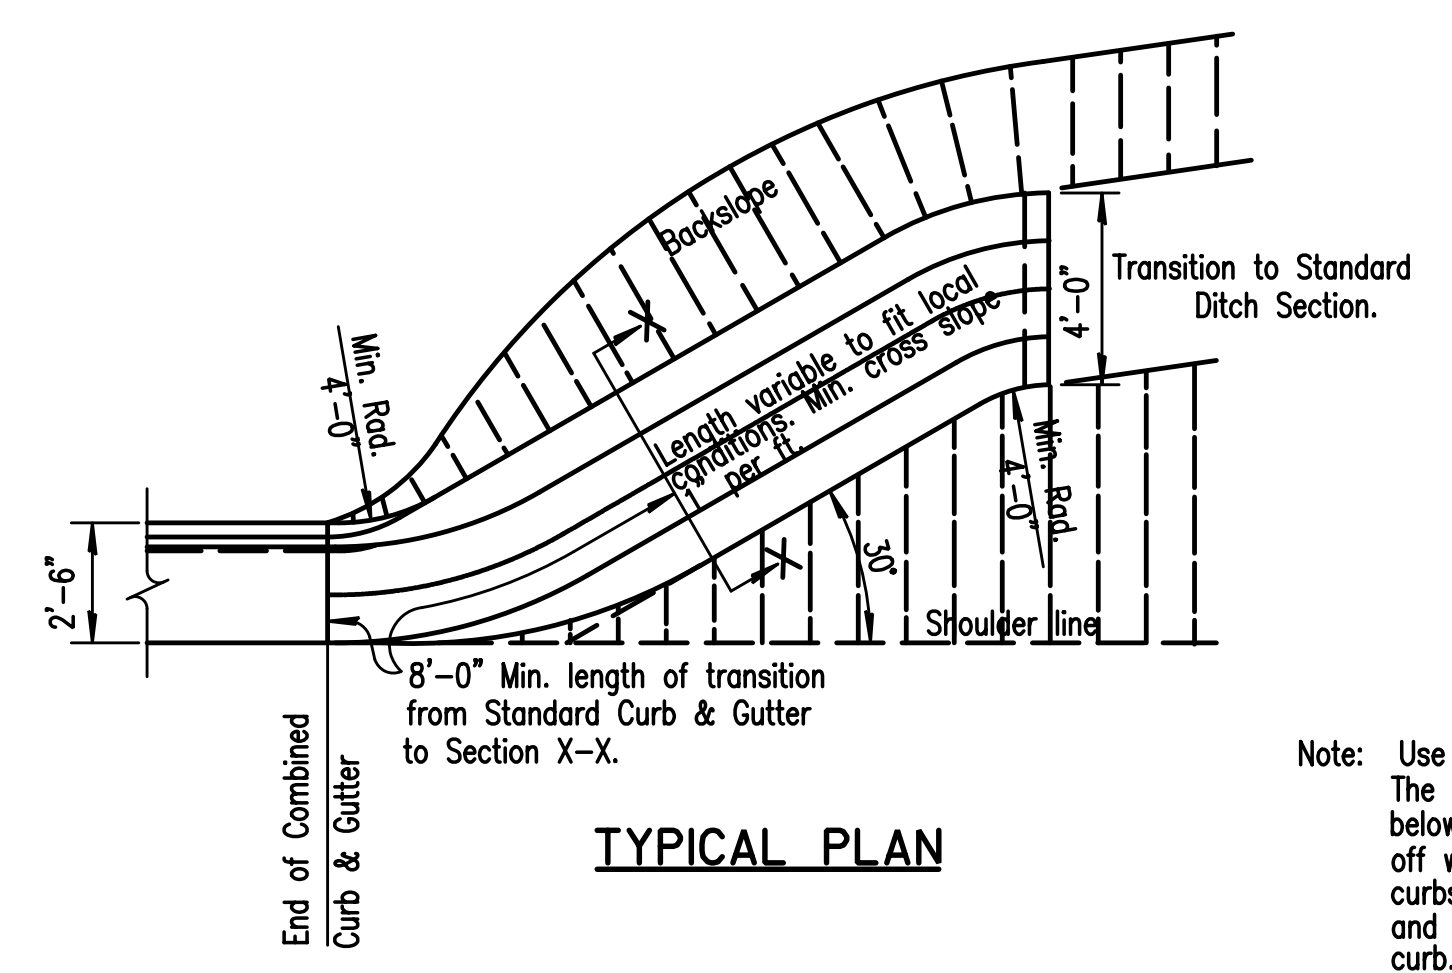 Backslope
X
Min. Rad.
4'-0"
Transition to Standard
Ditch Section.
4'-0"
Length variable to fit local
conditions. Min. cross slope
1" per ft.
Min. Rad.
4'-0"
X
30°
2'-6"
Shoulder line
8'-0" Min. length of transition
from Standard Curb & Gutter
to Section X-X.
End of Combined
Curb & Gutter
TYPICAL PLAN
Note: Use
The
below
off
curbs
and
curb.